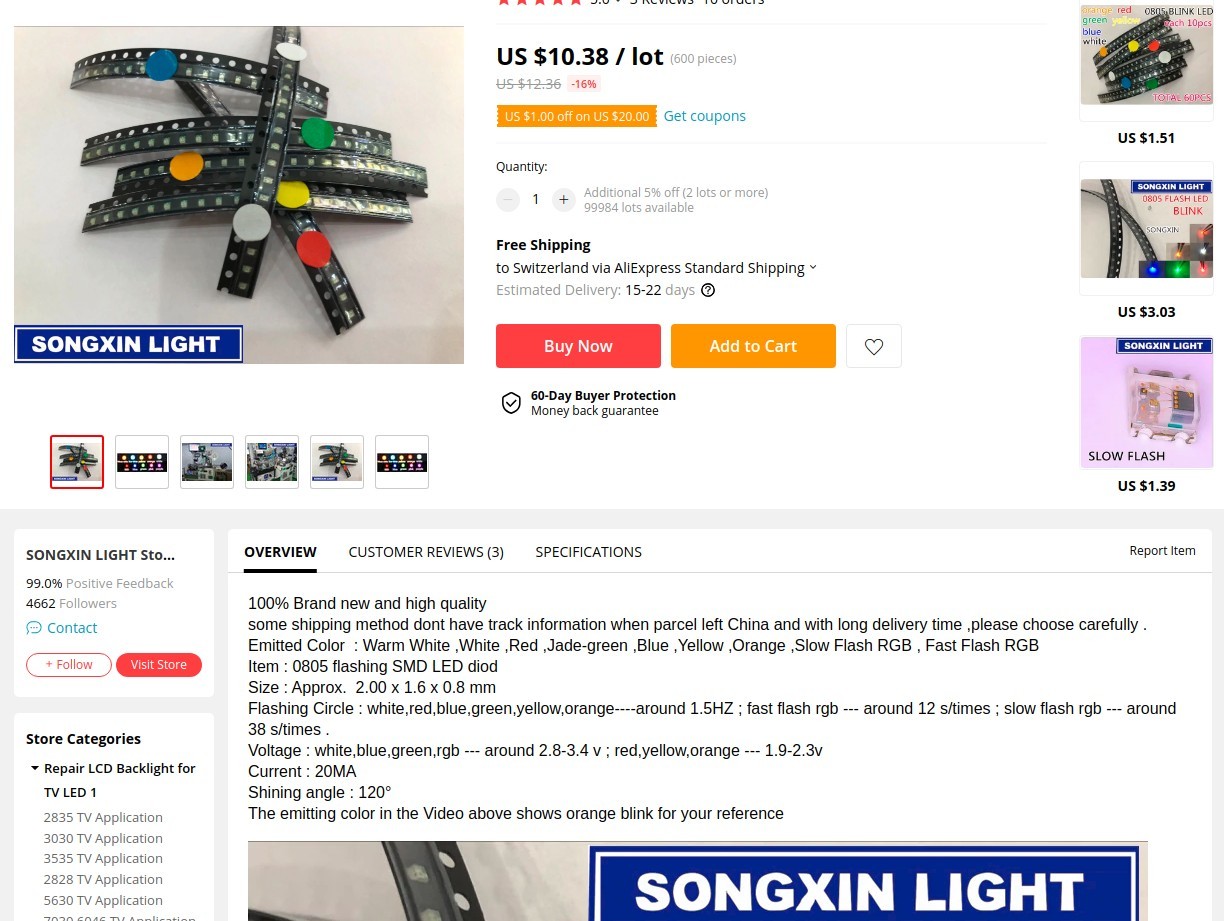 5.0
3 Reviews
16 orders
US $10.38 / lot (600 pieces)
US $12.36 -16%
US $1.00 off on US $20.00 Get coupons
Quantity:
1
Additional 5% off (2 lots or more)
99984 lots available
Free Shipping
to Switzerland via AliExpress Standard Shipping
Estimated Delivery: 15-22 days
Buy Now
Add to Cart
60-Day Buyer Protection
Money back guarantee
SONGXIN LIGHT
orange red 0805 BLINK LED
green yellow each 10pcs
blue
white
TOTAL 60PCS
US $1.51
SONGXIN LIGHT
0805 FLASH LED
BLINK
SONGXIN
US $3.03
SONGXIN LIGHT
SLOW FLASH
US $1.39
SONGXIN LIGHT Sto...
99.0% Positive Feedback
4662 Followers
Contact
+ Follow
Visit Store
Store Categories
Repair LCD Backlight for
TV LED 1
2835 TV Application
3030 TV Application
3535 TV Application
2828 TV Application
5630 TV Application
7020 6046 TV Application
OVERVIEW
CUSTOMER REVIEWS (3)
SPECIFICATIONS
Report Item
100% Brand new and high quality
some shipping method dont have track information when parcel left China and with long delivery time ,please choose carefully .
Emitted Color : Warm White ,White ,Red ,Jade-green ,Blue ,Yellow ,Orange ,Slow Flash RGB , Fast Flash RGB
Item : 0805 flashing SMD LED diod
Size : Approx. 2.00 x 1.6 x 0.8 mm
Flashing Circle : white,red,blue,green,yellow,orange----around 1.5HZ ; fast flash rgb --- around 12 s/times ; slow flash rgb --- around
38 s/times .
Voltage : white,blue,green,rgb --- around 2.8-3.4 v ; red,yellow,orange --- 1.9-2.3v
Current : 20MA
Shining angle : 120°
The emitting color in the Video above shows orange blink for your reference
SONGXIN LIGHT